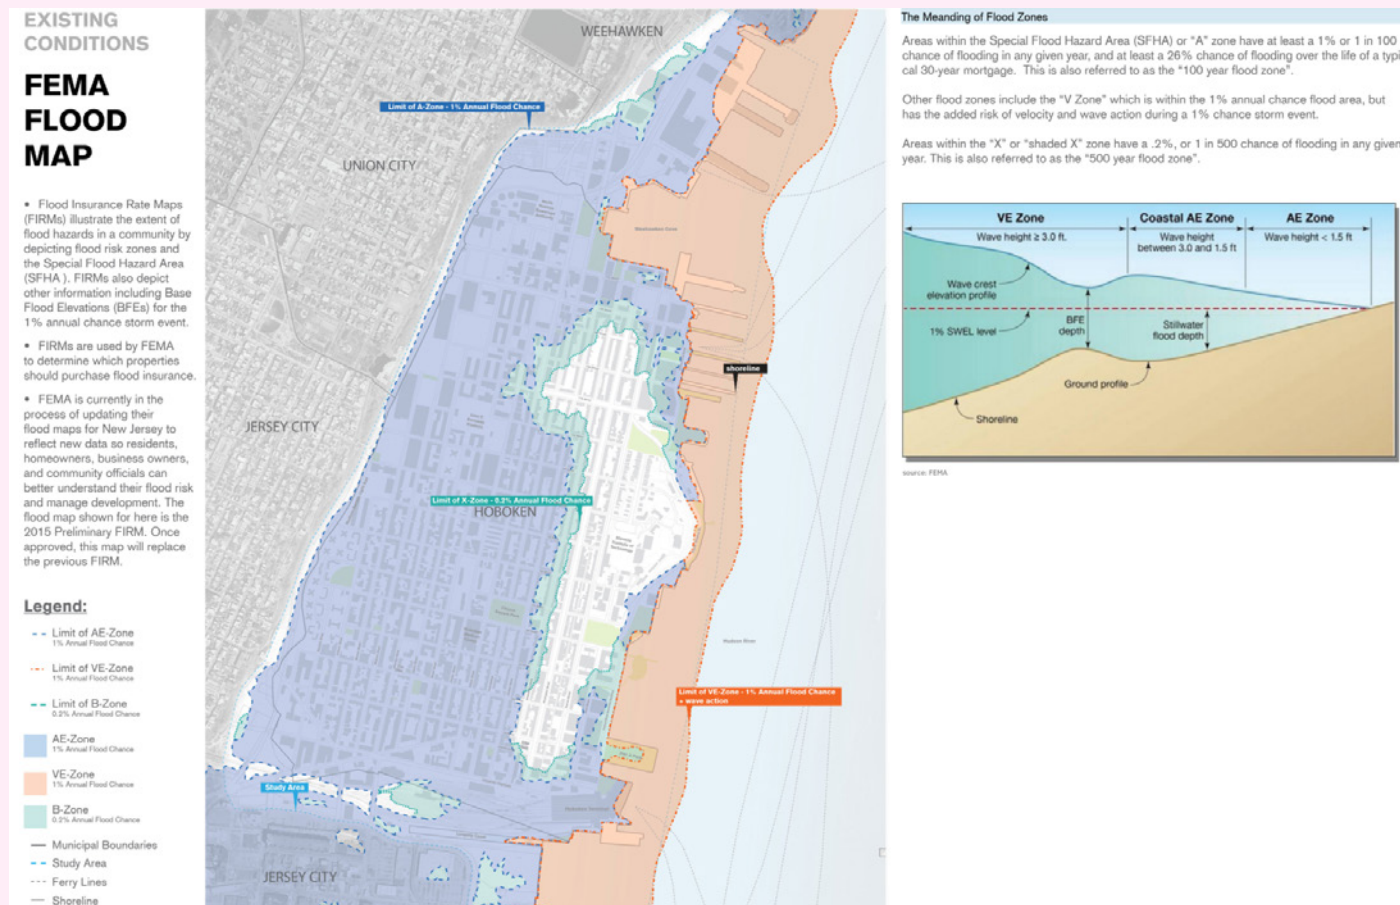 EXISTING
CONDITIONS
FEMA
FLOOD
MAP
• Flood Insurance Rate Maps
(FIRMs) illustrate the extent of
flood hazards in a community by
depicting flood risk zones and
the Special Flood Hazard Area
(SFHA ). FIRMs also depict
other information including Base
Flood Elevations (BFEs) for the
1% annual chance storm event.
• FIRMs are used by FEMA
to determine which properties
should purchase flood insurance.
• FEMA is currently in the
process of updating their
flood maps for New Jersey to
reflect new data so residents,
homeowners, business owners,
and community officials can
better understand their flood risk
and manage development. The
flood map shown for here is the
2015 Preliminary FIRM. Once
approved, this map will replace
the previous FIRM.
Legend:
Limit of AE-Zone
1% Annual Flood Chance
Limit of VE-Zone
1% Annual Flood Chance
Limit of B-Zone
0.2% Annual Flood Chance
AE-Zone
1% Annual Flood Chance
VE-Zone
1% Annual Flood Chance
B-Zone
0.2% Annual Flood Chance
Municipal Boundaries
Study Area
Ferry Lines
Shoreline
WEEHAWKEN
Limit of A-Zone - 1% Annual Flood Chance
UNION CITY
Weehawken Cove
shoreline
JERSEY CITY
Limit of X-Zone - 0.2% Annual Flood Chance
HOBOKEN
Stevens
Institute of
Technology
Hudson River
Limit of VE-Zone - 1% Annual Flood Chance
+ wave action
Study Area
Hoboken Terminal
JERSEY CITY
The Meanding of Flood Zones
Areas within the Special Flood Hazard Area (SFHA) or “A” zone have at least a 1% or 1 in 100
chance of flooding in any given year, and at least a 26% chance of flooding over the life of a typi
cal 30-year mortgage. This is also referred to as the “100 year flood zone”.
Other flood zones include the “V Zone” which is within the 1% annual chance flood area, but
has the added risk of velocity and wave action during a 1% chance storm event.
Areas within the “X” or “shaded X” zone have a .2%, or 1 in 500 chance of flooding in any given
year. This is also referred to as the “500 year flood zone”.
VE Zone
Coastal AE Zone
AE Zone
Wave height ≥ 3.0 ft.
Wave height
between 3.0 and 1.5 ft
Wave height < 1.5 ft
Wave crest
elevation profile
1% SWEL level
BFE
depth
Stillwater
flood depth
Ground profile
Shoreline
source: FEMA